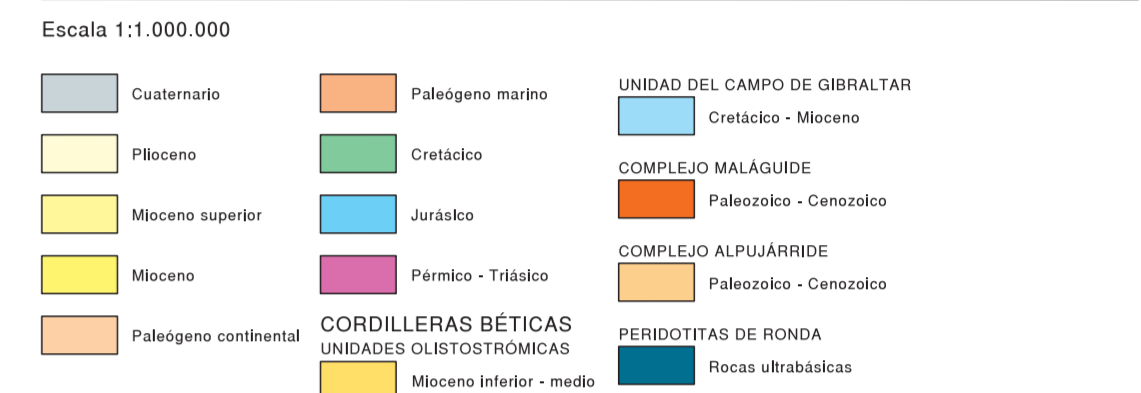 Escala 1:1.000.000
Cuaternario
Plioceno
Mioceno superior
Mioceno
Paleógeno continental
Paleógeno marino
Cretácico
Jurásico
Pérmico - Triásico
CORDILLERAS BÉTICAS
UNIDADES OLISTOSTRÓMICAS
Mioceno inferior - medio
UNIDAD DEL CAMPO DE GIBRALTAR
Cretácico - Mioceno
COMPLEJO MALÁGUIDE
Paleozoico - Cenozoico
COMPLEJO ALPUJÁRRIDE
Paleozoico - Cenozoico
PERIDOTITAS DE RONDA
Rocas ultrabásicas